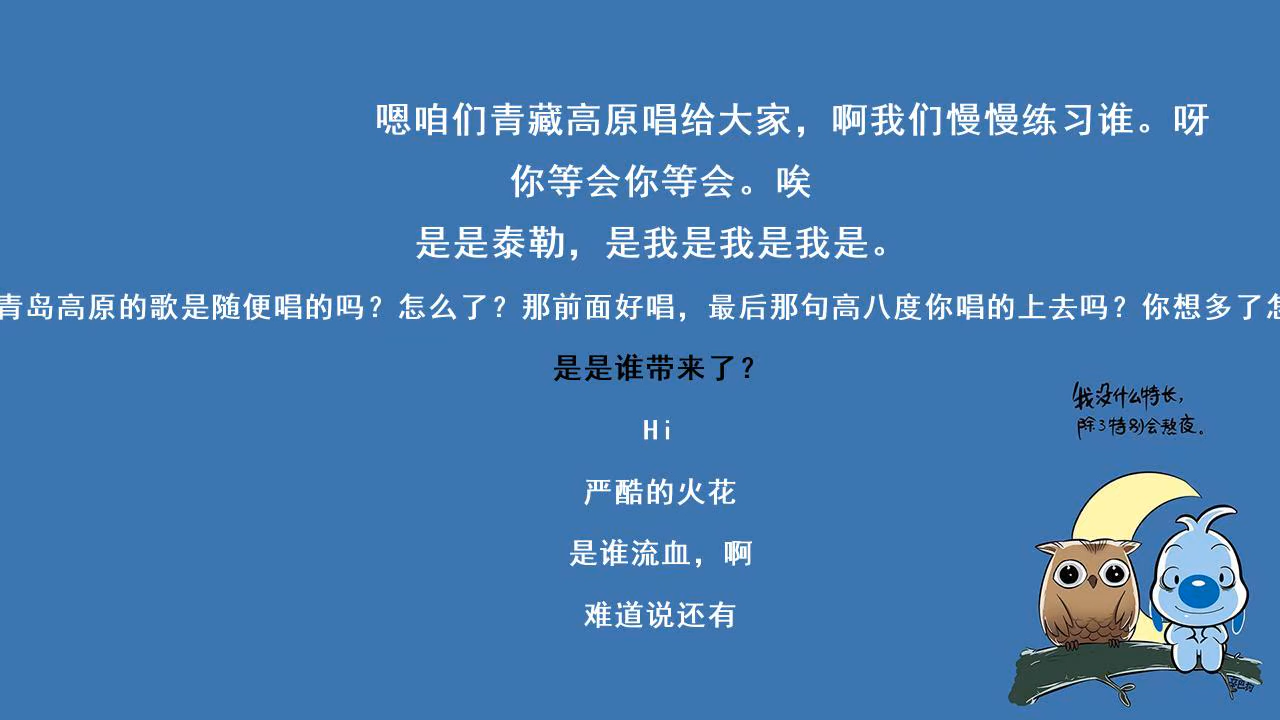 嗯咱们青藏高原唱给大家，啊我们慢慢练习谁。呀
你等会你等会。唉
是是泰勒，是我是我是我是。
青岛高原的歌是随便唱的吗？怎么了？那前面好唱，最后那句高八度你唱的上去吗？你想多了怎
是是谁带来了？
Hi
严酷的火花
是谁流血，啊
难道说还有
我没什么特长，
除了特别会熬夜。